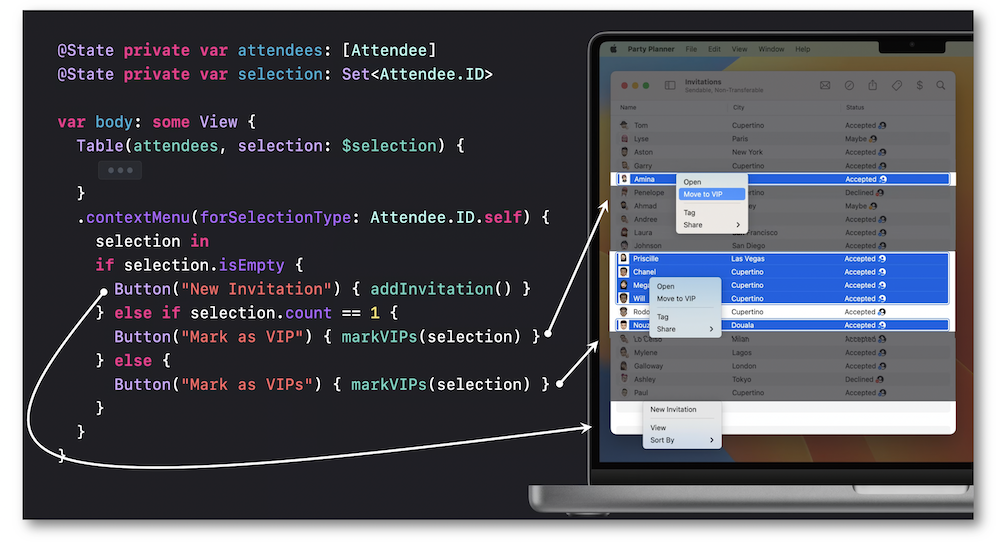 @State private var attendees: [Attendee]
@State private var selection: Set<Attendee.ID>
var body: some View {
Table(attendees, selection: $selection) {
}
.contextMenu(forSelectionType: Attendee.ID.self) {
selection in
if selection.isEmpty {
Button("New Invitation") { addInvitation() }
} else if selection.count == 1 {
Button("Mark as VIP") { markVIPs(selection) }
} else {
Button("Mark as VIPs") { markVIPs(selection) }
}
}
}
Party Planner File Edit View Window Help
Invitations
Sendable, Non-Transferable
Name City Status
Tom Cupertino Accepted
Lyse Paris Maybe
Aston New York Accepted
Garry Cupertino Accepted
Amina Accepted
Penelope Declined
Ahmad Maybe
Andree Accepted
Laura Francisco Accepted
Johnson San Diego Accepted
Open
Move to VIP
Tag
Share
Priscille Las Vegas Accepted
Chanel Cupertino Accepted
Mega Cupertino Accepted
Will Cupertino Accepted
Rodo Cupertino Accepted
Nouz Douala Accepted
Open
Move to VIP
Tag
Share
Lo Celso Milan Accepted
Mylene Lagos Accepted
Galloway London Accepted
Ashley Tokyo Declined
Paul Cupertino Accepted
New Invitation
View
Sort By